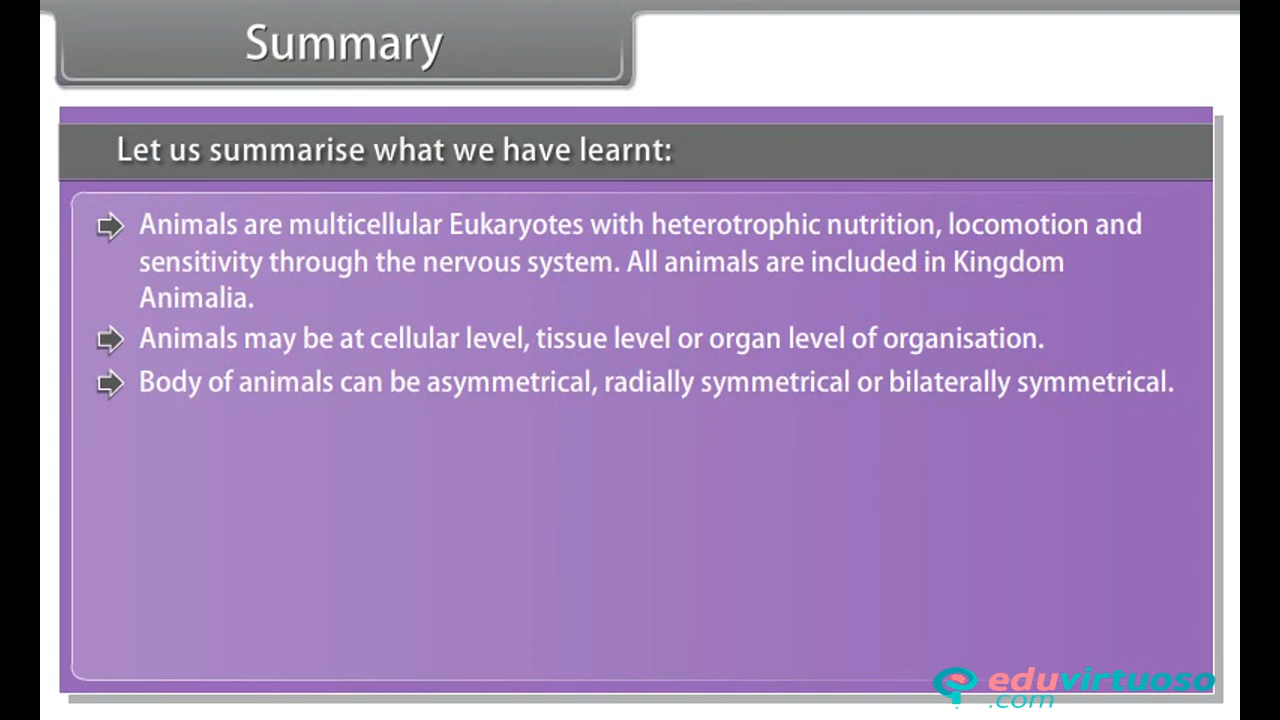 Summary
Let us summarise what we have learnt:
Animals are multicellular Eukaryotes with heterotrophic nutrition, locomotion and
sensitivity through the nervous system. All animals are included in Kingdom
Animalia.
Animals may be at cellular level, tissue level or organ level of organisation.
Body of animals can be asymmetrical, radially symmetrical or bilaterally symmetrical.
eduvirtuoso
.com